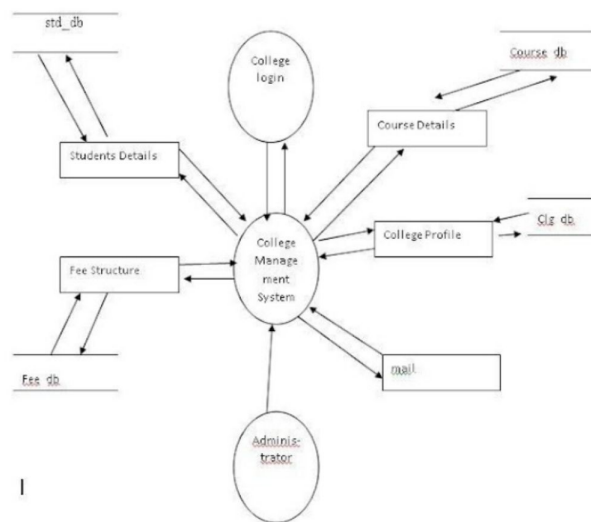 std_db
College
login
Course db
Course Details
Students Details
College Profile
Clg db
College
Manage
ment
System
Fee Structure
mail
Fee db
Adminis-
trator